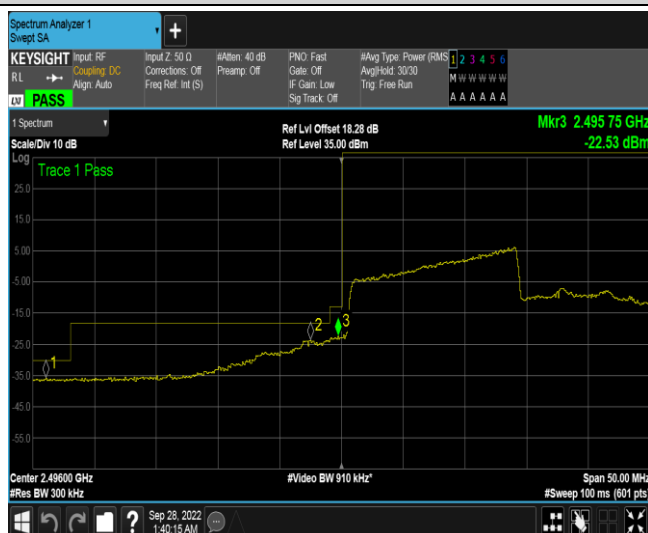 Spectrum Analyzer 1
Swept SA
+
KEYSIGHT
RL
LXI PASS
Input: RF
Coupling: DC
Align: Auto
Input Z: 50 Ω
Corrections: Off
Freq Ref: Int (S)
#Atten: 40 dB
Preamp: Off
PNO: Fast
Gate: Off
IF Gain: Low
Sig Track: Off
#Avg Type: Power (RMS
Avg|Hold: 30/30
Trig: Free Run
1 2 3 4 5 6
M W W W W W
A A A A A A
1 Spectrum
Scale/Div 10 dB
Ref Lvl Offset 18.28 dB
Ref Level 35.00 dBm
Mkr3 2.495 75 GHz
-22.53 dBm
Log
Trace 1 Pass
25.0
15.0
5.00
-5.00
-15.0
-25.0
-35.0
-45.0
-55.0
1
2
3
Center 2.49600 GHz
#Res BW 300 kHz
#Video BW 910 kHz*
Span 50.00 MHz
#Sweep 100 ms (601 pts)
?
Sep 28, 2022
1:40:15 AM